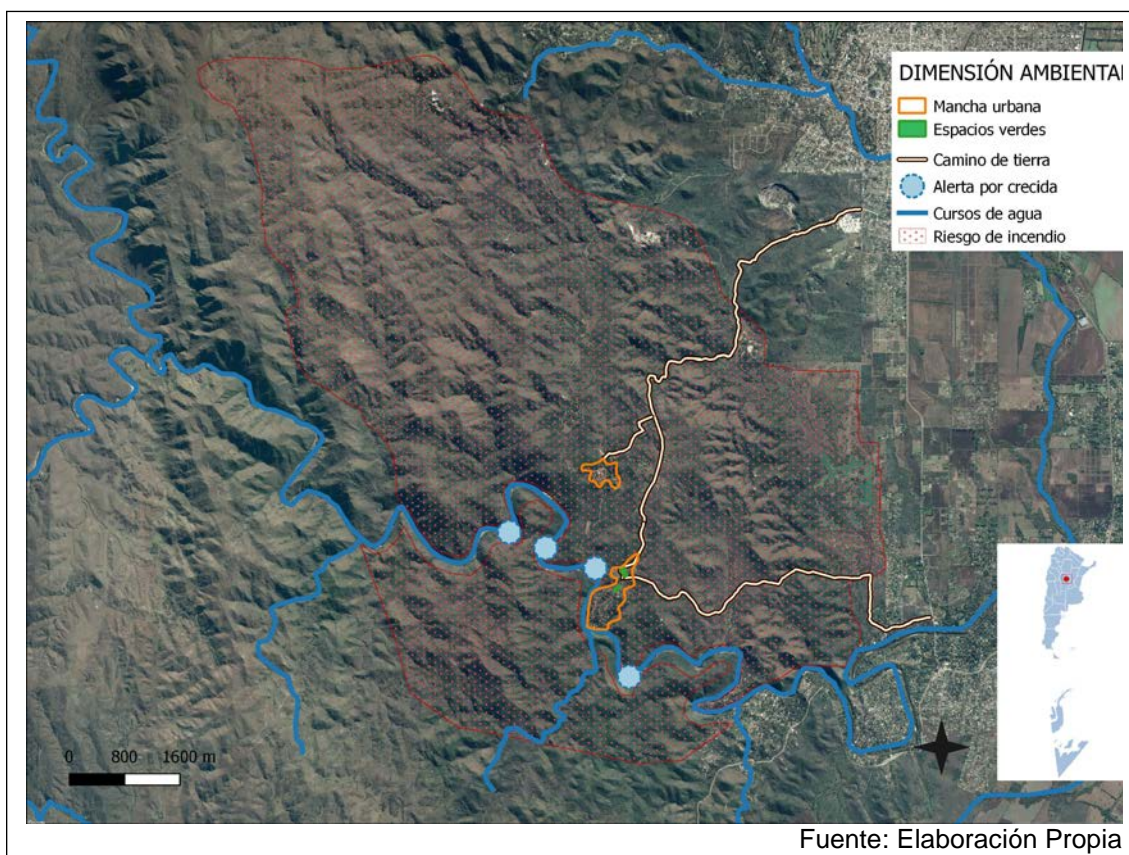 DIMENSIÓN AMBIENTAL
Mancha urbana
Espacios verdes
Camino de tierra
Alerta por crecida
Cursos de agua
Riesgo de incendio
0 800 1600 m
Fuente: Elaboración Propia